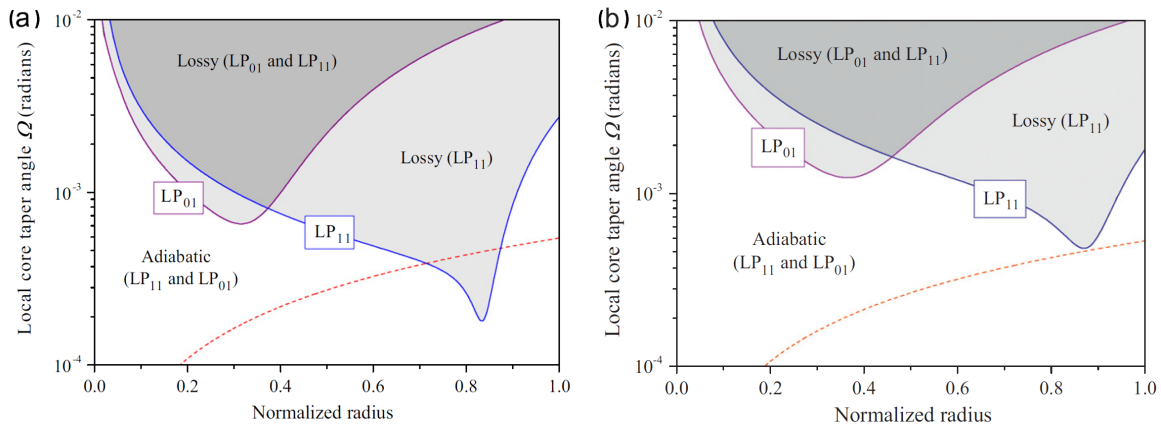 (a)
Local core taper angle Ω (radians)
10⁻²
10⁻³
10⁻⁴
Lossy (LP₀₁ and LP₁₁)
Lossy (LP₁₁)
LP₀₁
LP₁₁
Adiabatic
(LP₁₁ and LP₀₁)
0.0 0.2 0.4 0.6 0.8 1.0
Normalized radius
(b)
Local core taper angle Ω (radians)
10⁻²
10⁻³
10⁻⁴
Lossy (LP₀₁ and LP₁₁)
Lossy (LP₁₁)
LP₀₁
LP₁₁
Adiabatic
(LP₁₁ and LP₀₁)
0.0 0.2 0.4 0.6 0.8 1.0
Normalized radius